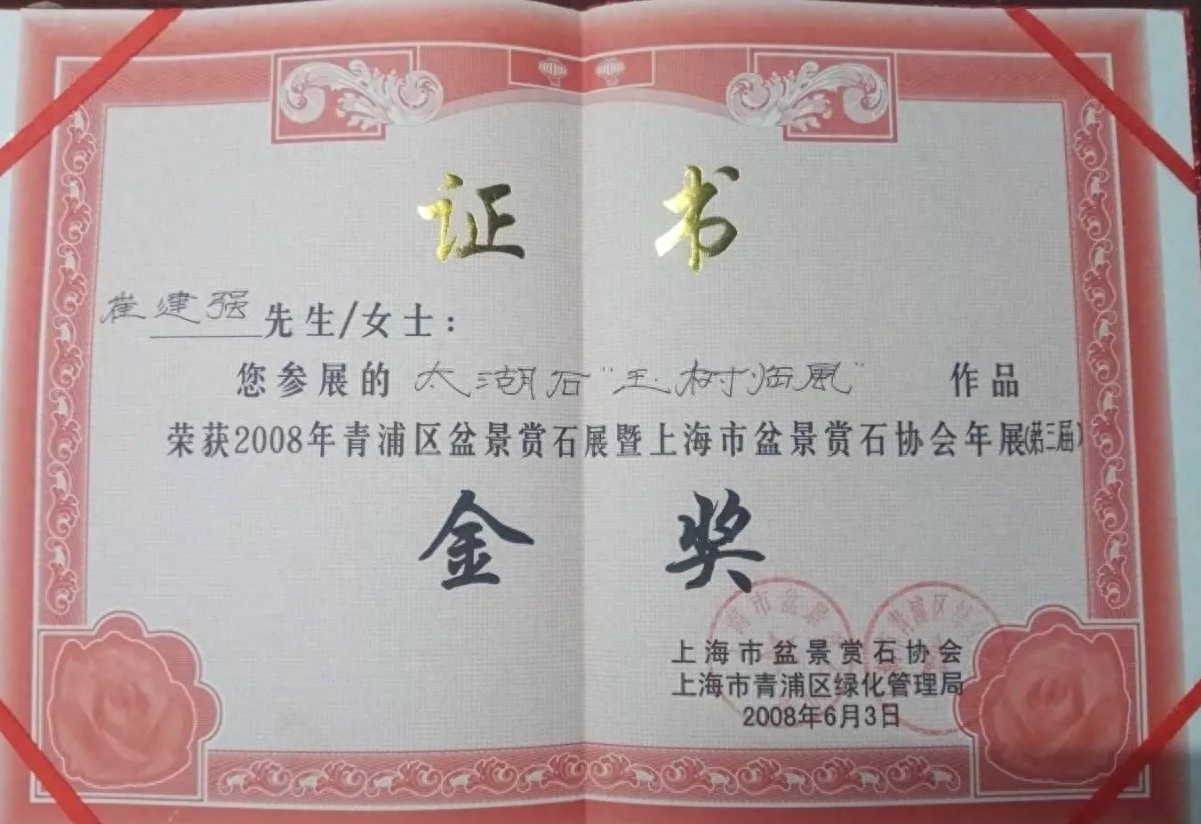 证书
崔建强先生/女士：
您参展的太湖石"玉树临風"作品
荣获2008年青浦区盆景赏石展暨上海市盆景赏石协会年展(第三届)
金奖
上海市盆景赏石协会
上海市青浦区绿化管理局
2008年6月3日